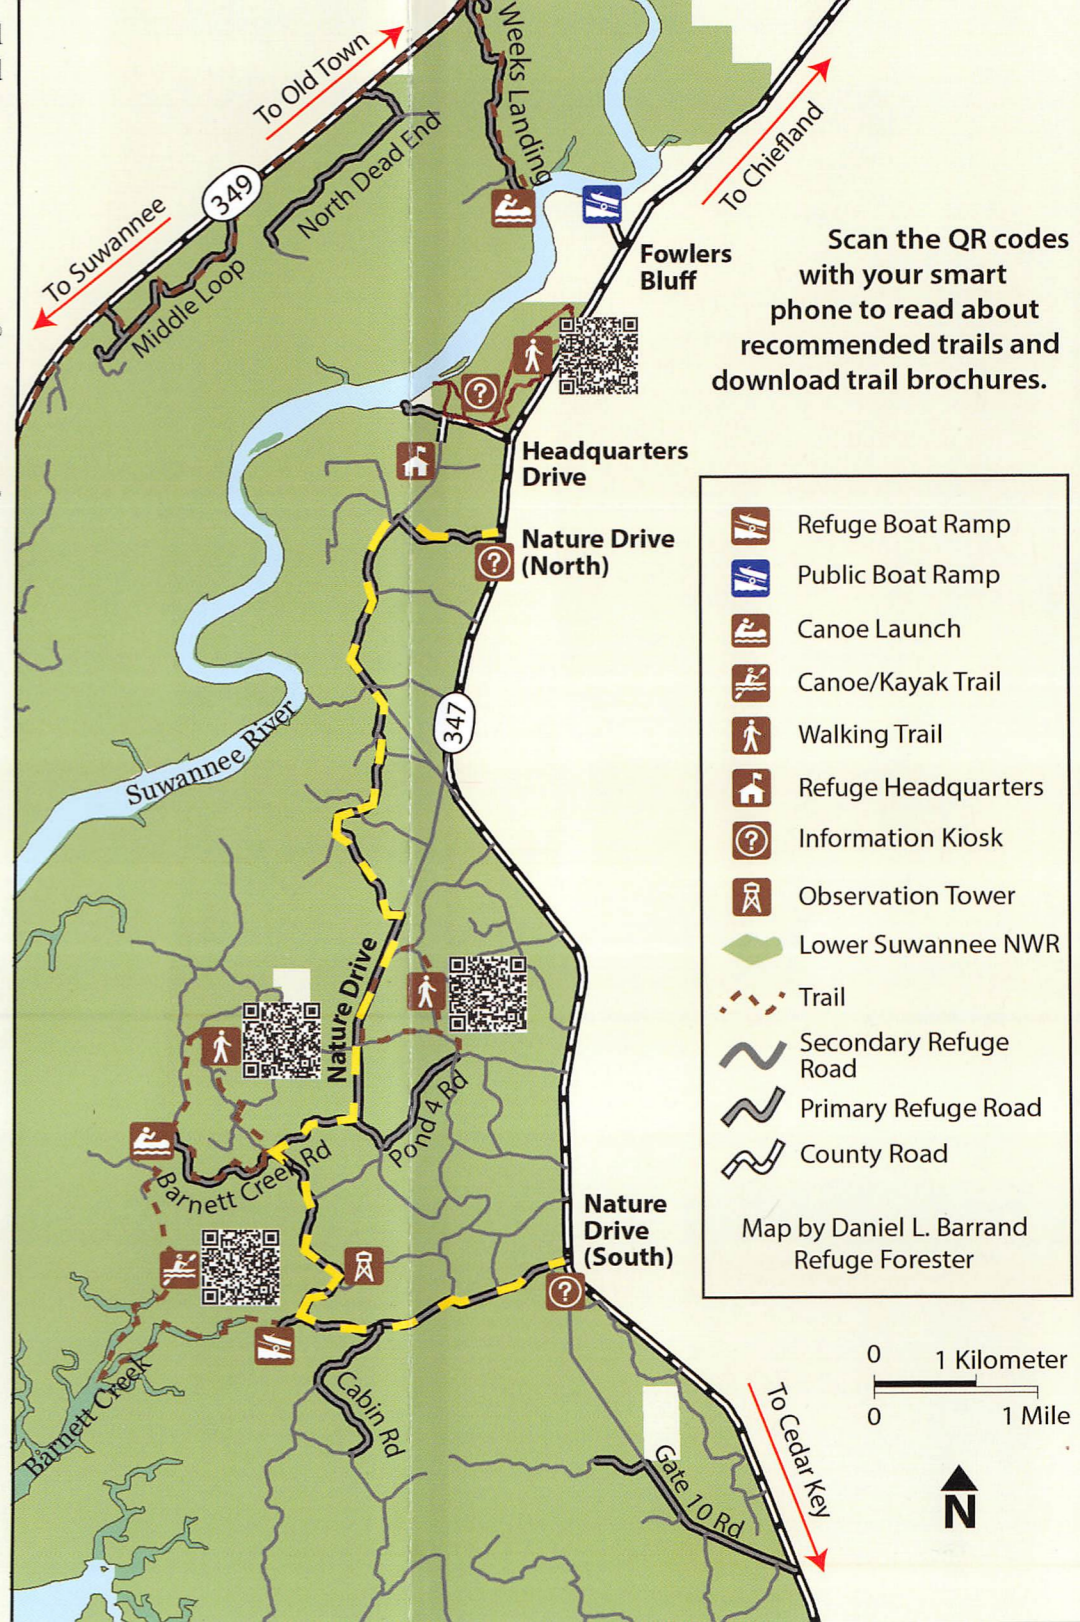 Weeks Landing
To Old Town
North Dead End
349
To Suwannee
Middle Loop
To Chiefland
Fowlers
Bluff
Scan the QR codes
with your smart
phone to read about
recommended trails and
download trail brochures.
Headquarters
Drive
Nature Drive
(North)
347
Suwannee River
Nature Drive
Pond 4 Rd
Barnett Creek Rd
Nature
Drive
(South)
Barnett Creek
Cabin Rd
Gate 10 Rd
To Cedar Key
Refuge Boat Ramp
Public Boat Ramp
Canoe Launch
Canoe/Kayak Trail
Walking Trail
Refuge Headquarters
? Information Kiosk
Observation Tower
Lower Suwannee NWR
Trail
Secondary Refuge
Road
Primary Refuge Road
County Road
Map by Daniel L. Barrand
Refuge Forester
0 1 Kilometer
0 1 Mile
N